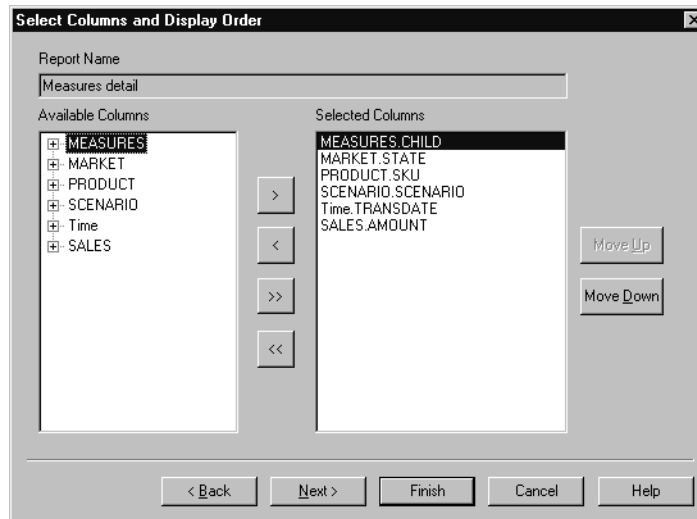 Select Columns and Display Order
Report Name
Measures detail
Available Columns
MEASURES
MARKET
PRODUCT
SCENARIO
Time
SALES
>
<
>>
<<
Selected Columns
MEASURES.CHILD
MARKET.STATE
PRODUCT.SKU
SCENARIO.SCENARIO
Time.TRANSDATE
SALES.AMOUNT
Move Up
Move Down
< Back
Next >
Finish
Cancel
Help